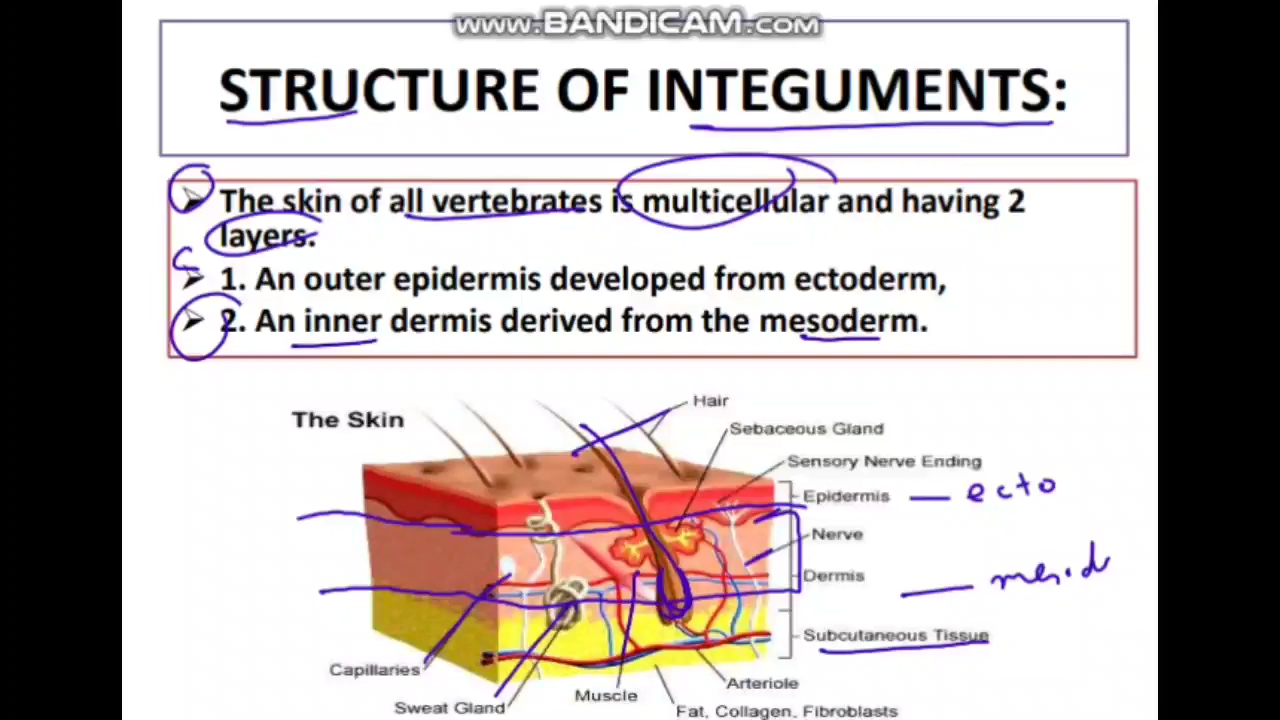 www.BANDICAM.com
STRUCTURE OF INTEGUMENTS:
➢ The skin of all vertebrates is multicellular and having 2
layers.
➢ 1. An outer epidermis developed from ectoderm,
➢ 2. An inner dermis derived from the mesoderm.
Hair
The Skin
Sebaceous Gland
Sensory Nerve Ending
Epidermis — ecto
Nerve
Dermis
Subcutaneous Tissue
Capillaries
Arteriole
Muscle
Sweat Gland
Fat, Collagen, Fibroblasts